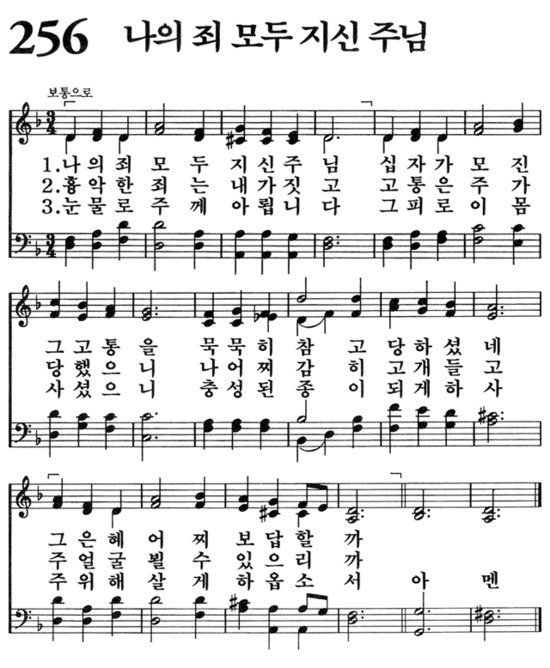 256 나의 죄 모두 지신 주님
보통으로
1.나 의 죄 모 두 지 신 주 님 십 자 가 모 진
2.흉 악 한 죄 는 내 가 짓 고 고 통 은 주 가
3.눈 물 로 주 께 아 룁 니 다 그 피 로 이 몸
그 고 통 을 묵 묵 히 참 고 당 하 셨 네
당 했 으 니 나 어 찌 감 히 고 개 들 고
사 셨 으 니 충 성 된 종 이 되 게 하 사
그 은 혜 어 찌 보 답 할 까
주 얼 굴 뵐 수 있 으 리 까
주 위 해 살 게 하 옵 소 서 아 멘